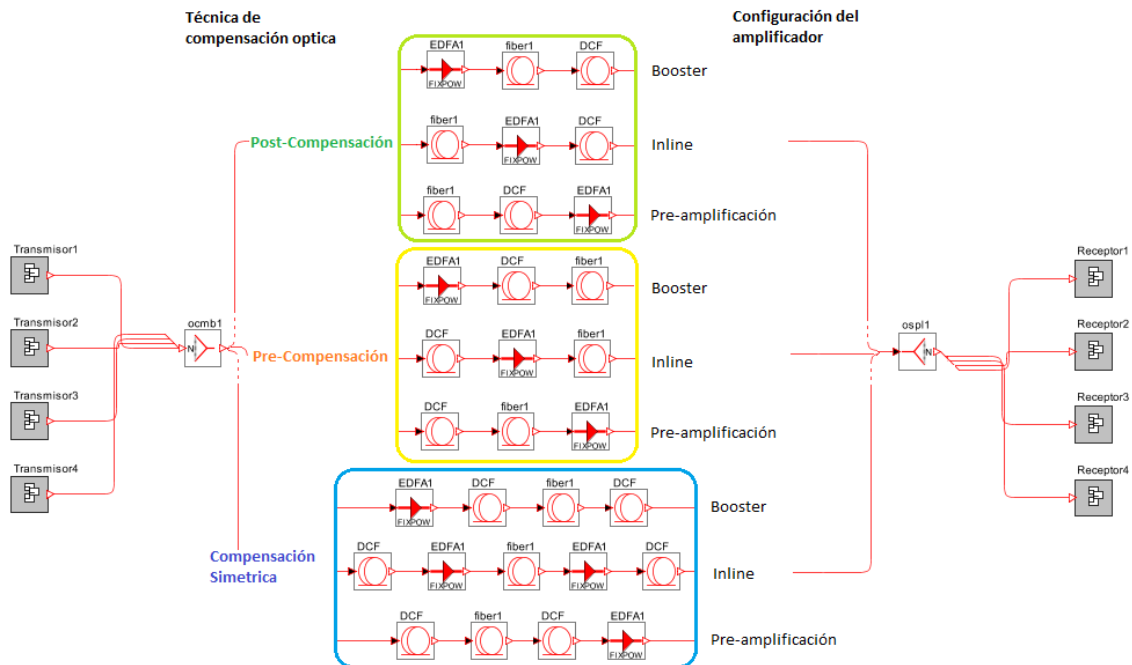 Técnica de
compensación optica
Configuración del
amplificador
EDFA1
fiber1
DCF
FIXPOW
Booster
Post-Compensación
fiber1
EDFA1
DCF
FIXPOW
Inline
fiber1
DCF
EDFA1
FIXPOW
Pre-amplificación
Transmisor1
Transmisor2
Transmisor3
Transmisor4
ocmb1
N
EDFA1
DCF
fiber1
FIXPOW
Booster
Pre-Compensación
DCF
EDFA1
fiber1
FIXPOW
Inline
DCF
fiber1
EDFA1
FIXPOW
Pre-amplificación
ospl1
N
Receptor1
Receptor2
Receptor3
Receptor4
EDFA1
DCF
fiber1
DCF
FIXPOW
Booster
Compensación
Simetrica
DCF
EDFA1
fiber1
EDFA1
DCF
FIXPOW
FIXPOW
Inline
DCF
fiber1
DCF
EDFA1
FIXPOW
Pre-amplificación